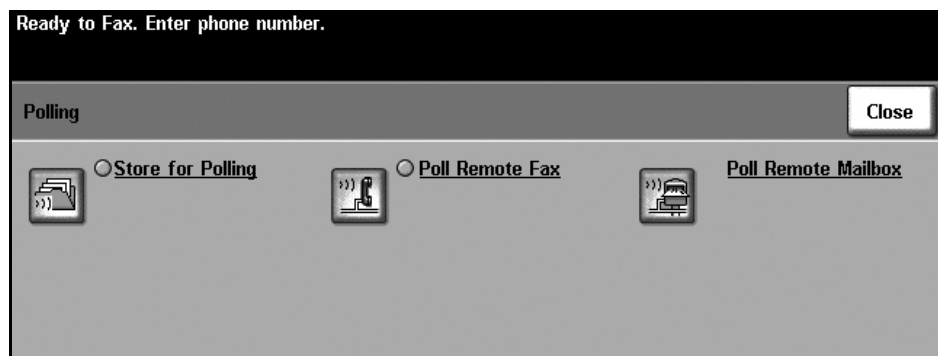 Ready to Fax. Enter phone number.
Polling
Close
Store for Polling
Poll Remote Fax
Poll Remote Mailbox